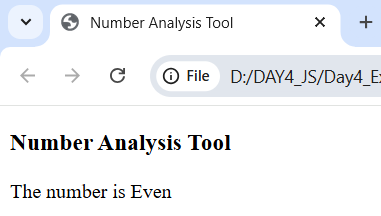 Number Analysis Tool
File D:/DAY4_JS/Day4_E
Number Analysis Tool
The number is Even